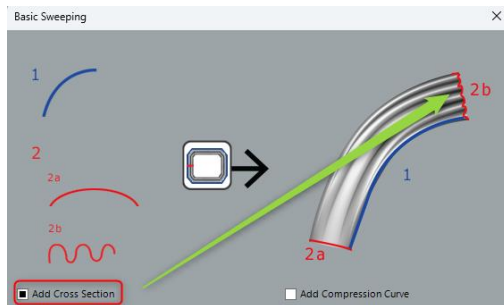 Basic Sweeping
1
2
2a
2b
2b
1
2a
Add Cross Section
Add Compression Curve